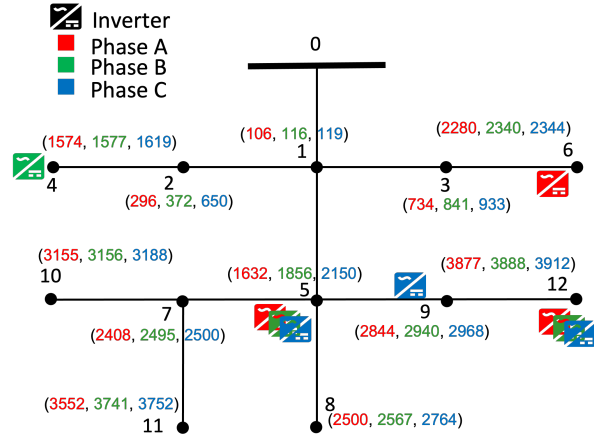 Inverter
Phase A
Phase B
Phase C
0
(1574, 1577, 1619)
(106, 116, 119)
(2280, 2340, 2344)
1
6
4
2
3
(296, 372, 650)
(734, 841, 933)
(3155, 3156, 3188)
(1632, 1856, 2150)
(3877, 3888, 3912)
10
5
12
7
9
(2408, 2495, 2500)
(2844, 2940, 2968)
(3552, 3741, 3752)
8
(2500, 2567, 2764)
11